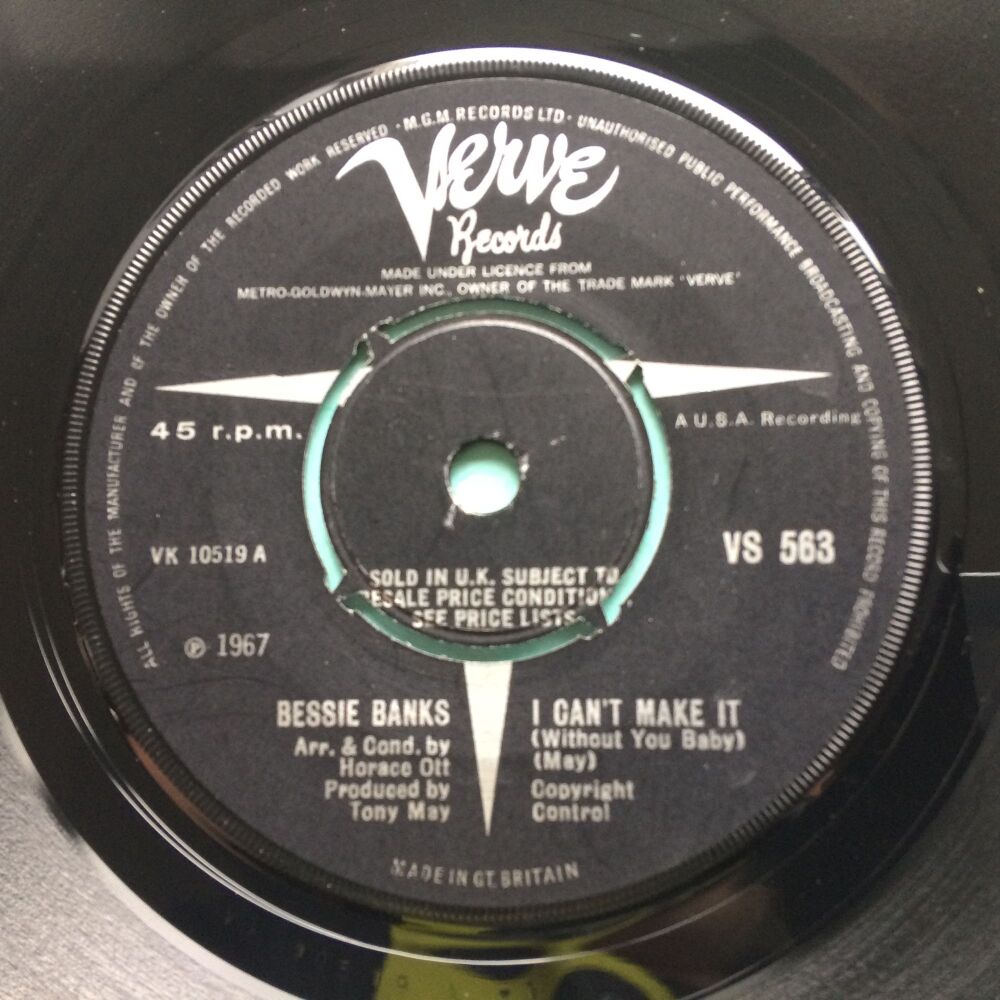 ALL RIGHTS OF THE MANUFACTURER AND OF THE OWNER OF THE RECORDED WORK RESERVED · M.G.M. RECORDS LTD · UNAUTHORISED PUBLIC PERFORMANCE BROADCASTING AND COPYING OF THIS RECORD PROHIBITED
Verve
Records
MADE UNDER LICENCE FROM
METRO-GOLDWYN-MAYER INC., OWNER OF THE TRADE MARK 'VERVE'
45 r.p.m.
A U.S.A. Recording
VK 10519 A
VS 563
SOLD IN U.K. SUBJECT TO
RESALE PRICE CONDITIONS,
SEE PRICE LISTS
℗ 1967
BESSIE BANKS
Arr. & Cond. by
Horace Ott
Produced by
Tony May
I CAN'T MAKE IT
(Without You Baby)
(May)
Copyright
Control
MADE IN GT. BRITAIN